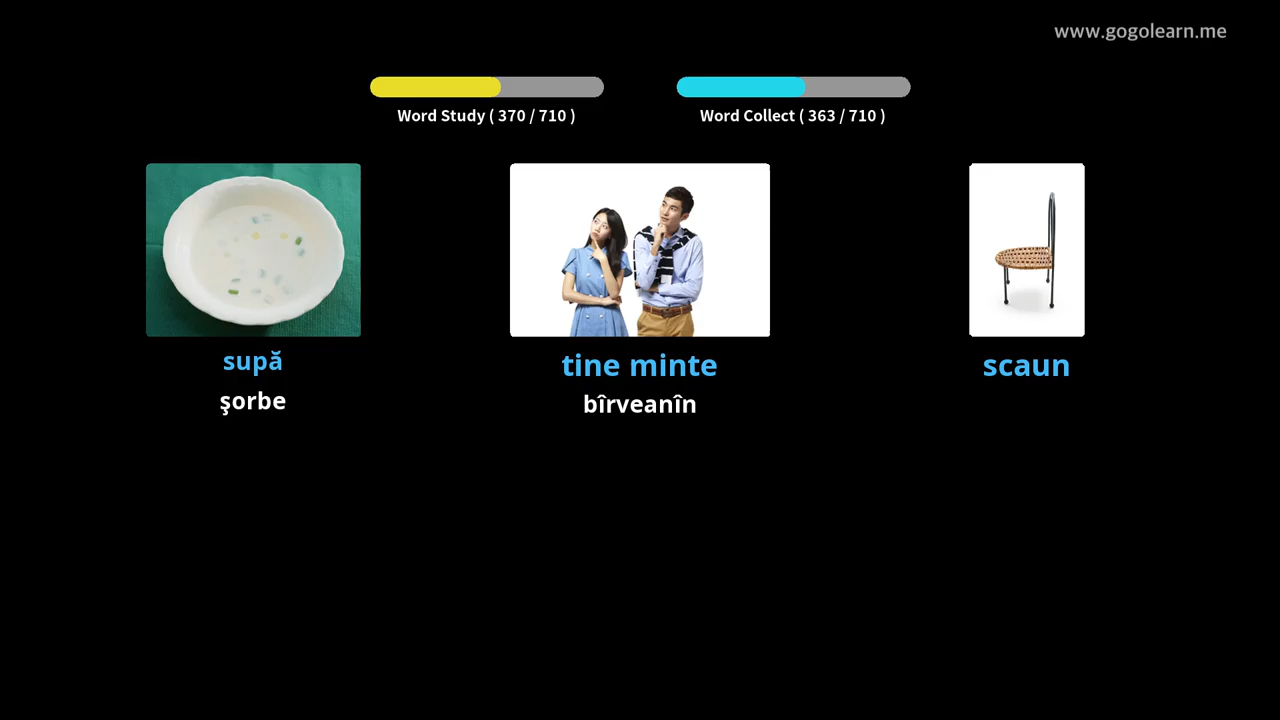 www.gogolearn.me
Word Study ( 370 / 710 )
Word Collect ( 363 / 710 )
supă
şorbe
tine minte
bîrveanîn
scaun